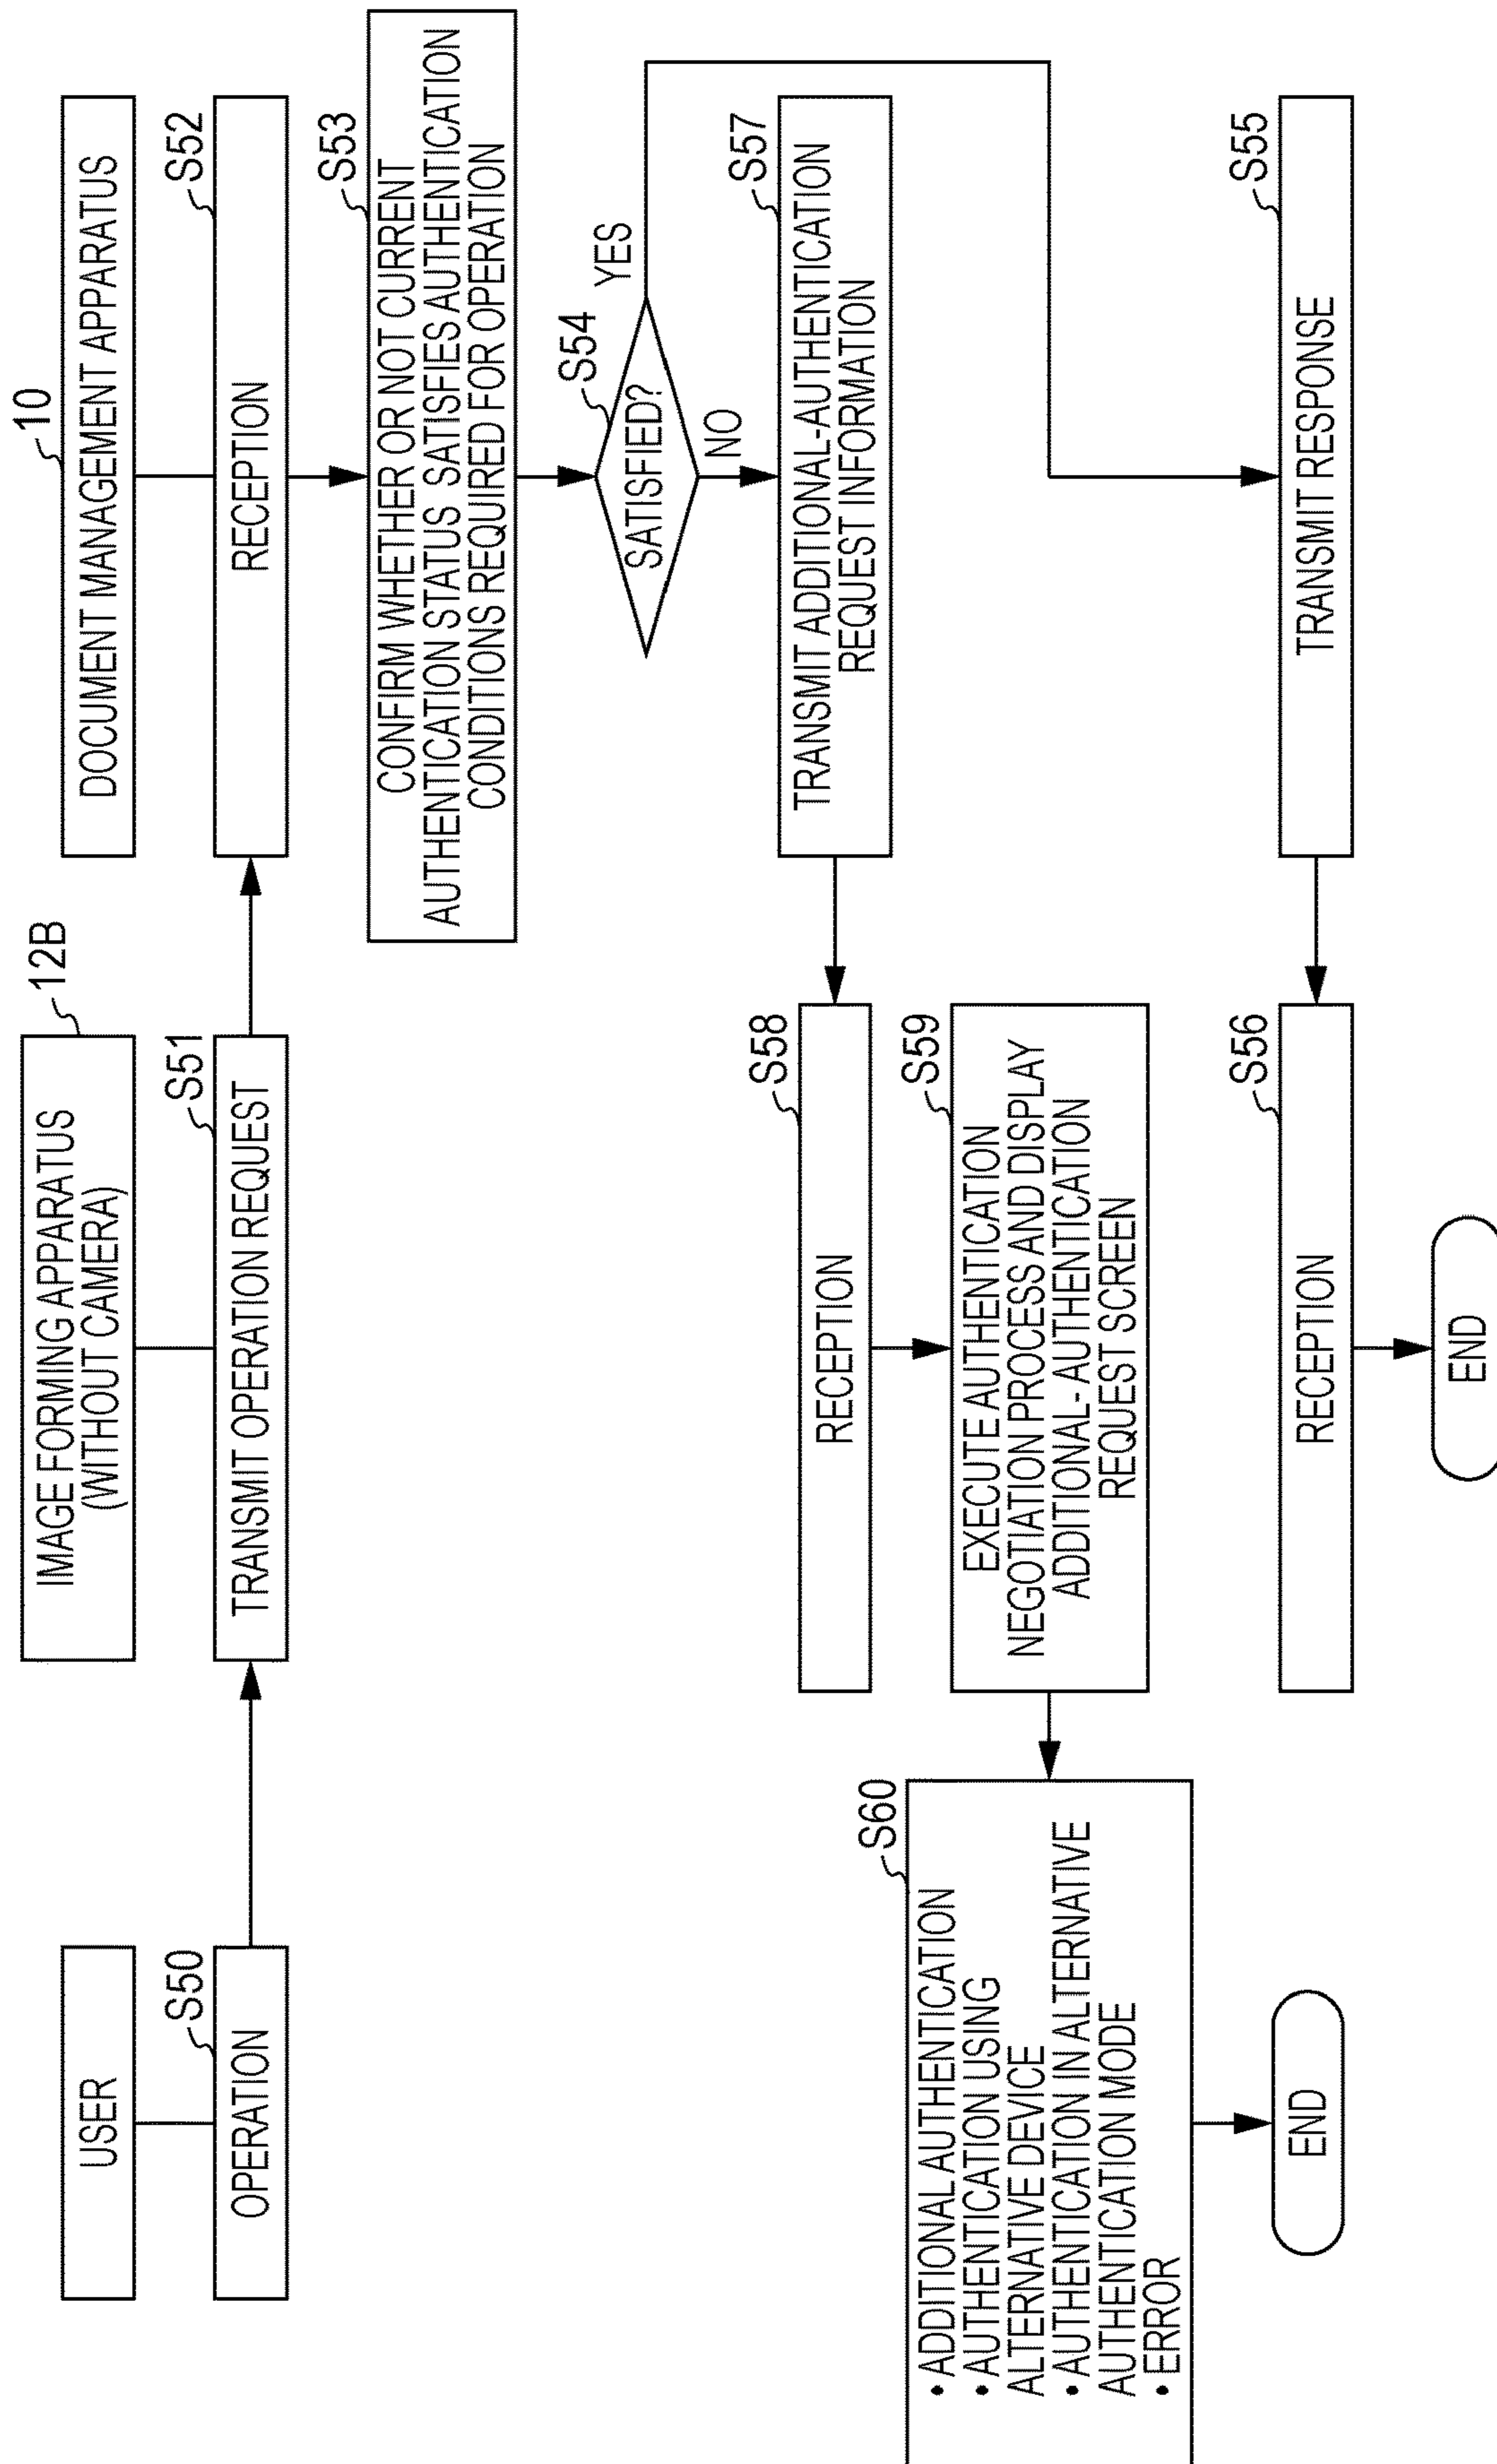 USER
IMAGE FORMING APPARATUS
(WITHOUT CAMERA)
12B
10
DOCUMENT MANAGEMENT APPARATUS
S50
OPERATION
S51
TRANSMIT OPERATION REQUEST
S52
RECEPTION
S53
CONFIRM WHETHER OR NOT CURRENT
AUTHENTICATION STATUS SATISFIES AUTHENTICATION
CONDITIONS REQUIRED FOR OPERATION
S54
SATISFIED?
YES
NO
S57
TRANSMIT ADDITIONAL-AUTHENTICATION
REQUEST INFORMATION
S58
RECEPTION
S59
EXECUTE AUTHENTICATION
NEGOTIATION PROCESS AND DISPLAY
ADDITIONAL- AUTHENTICATION
REQUEST SCREEN
S60
• ADDITIONAL AUTHENTICATION
• AUTHENTICATION USING
ALTERNATIVE DEVICE
• AUTHENTICATION IN ALTERNATIVE
AUTHENTICATION MODE
• ERROR
END
S55
TRANSMIT RESPONSE
S56
RECEPTION
END